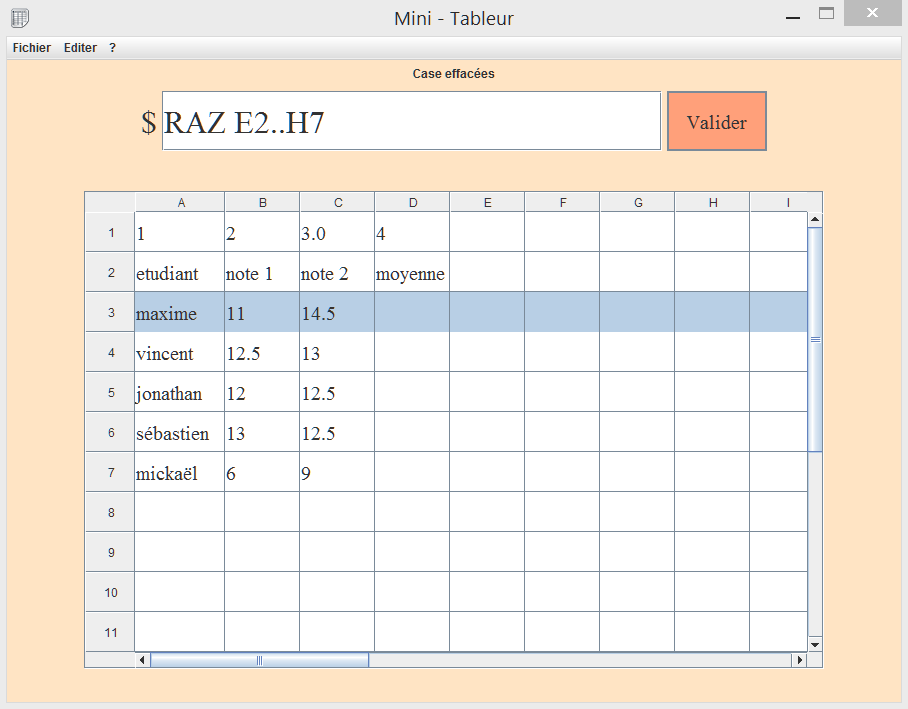 Mini - Tableur
Fichier Editer ?
Case effacées
$ RAZ E2..H7 Valider
A B C D E F G H I
1 1 2 3.0 4
2 etudiant note 1 note 2 moyenne
3 maxime 11 14.5
4 vincent 12.5 13
5 jonathan 12 12.5
6 sébastien 13 12.5
7 mickaël 6 9
8
9
10
11